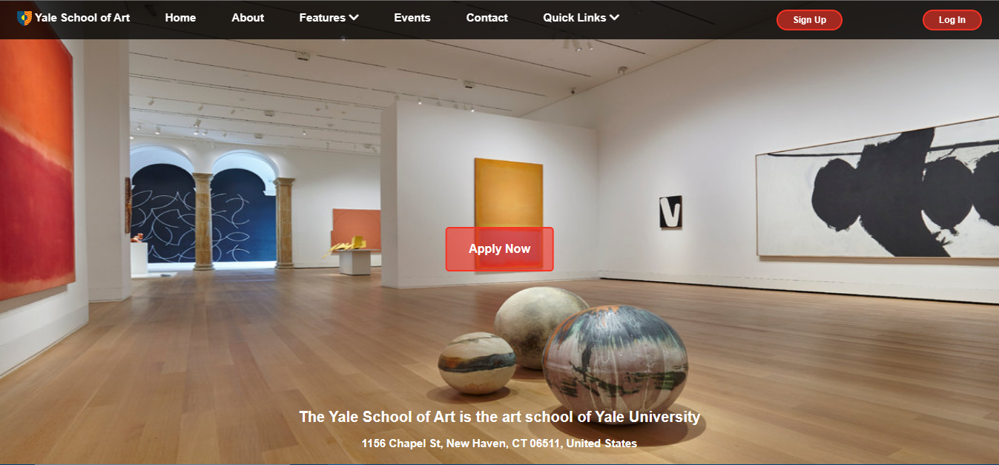 Yale School of Art Home About Features Events Contact Quick Links Sign Up Log In
V
Apply Now
The Yale School of Art is the art school of Yale University
1156 Chapel St, New Haven, CT 06511, United States